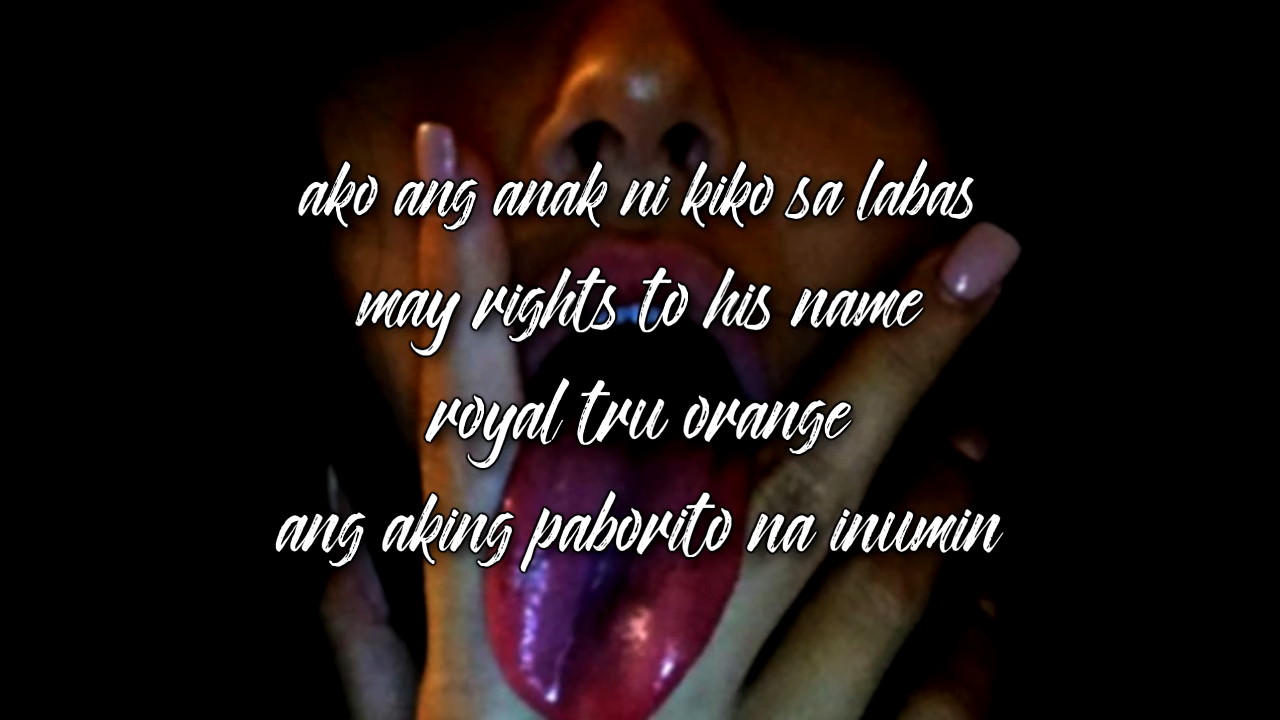 ako ang anak ni kiko sa labas
may rights to his name
royal tru orange
ang aking paborito na inumin